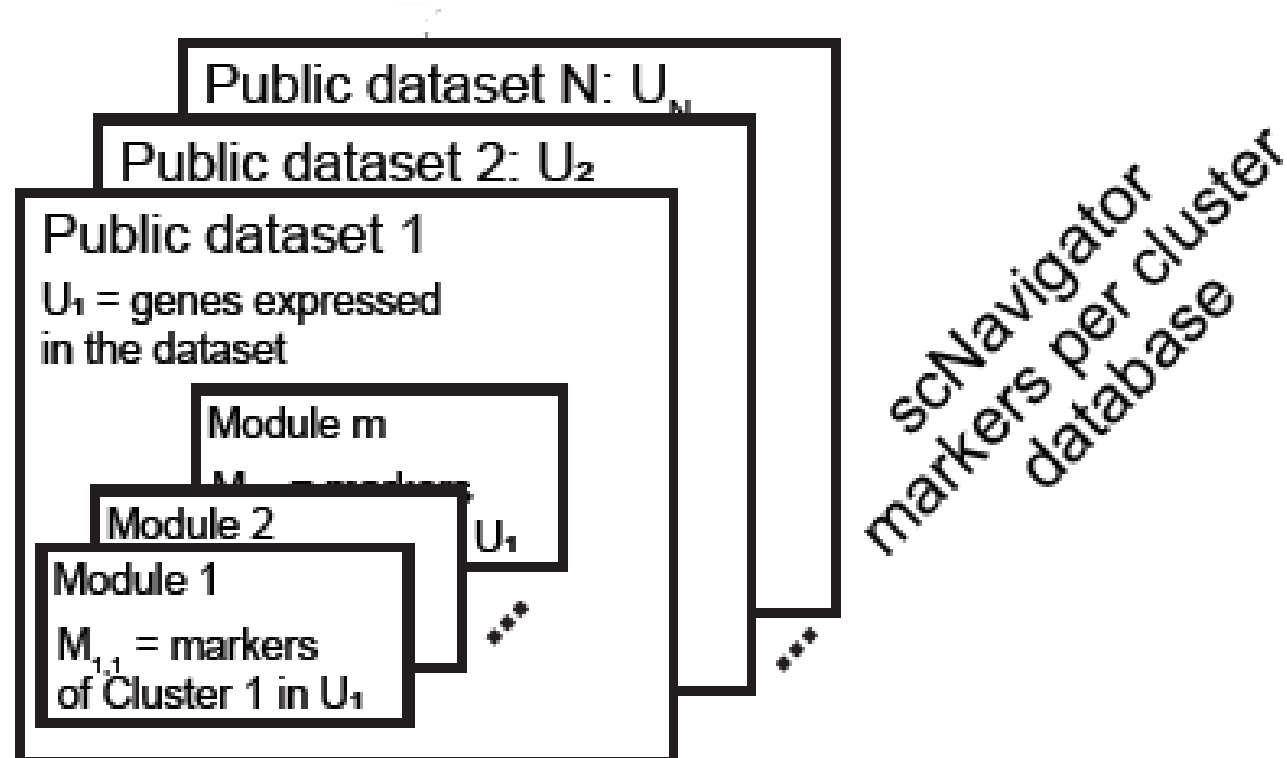 Public dataset N: U_N
Public dataset 2: U₂
Public dataset 1
U₁ = genes expressed
in the dataset
Module m
U₁
Module 2
Module 1
M₁,₁ = markers
of Cluster 1 in U₁
...
...
scNavigator
markers per cluster
database